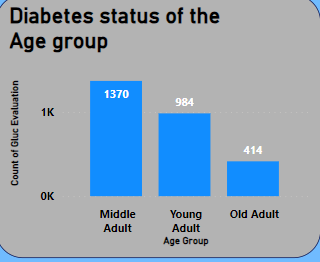 Diabetes status of the
Age group
Count of Gluc Evaluation
1K
0K
1370
984
414
Middle
Adult
Young
Adult
Old Adult
Age Group